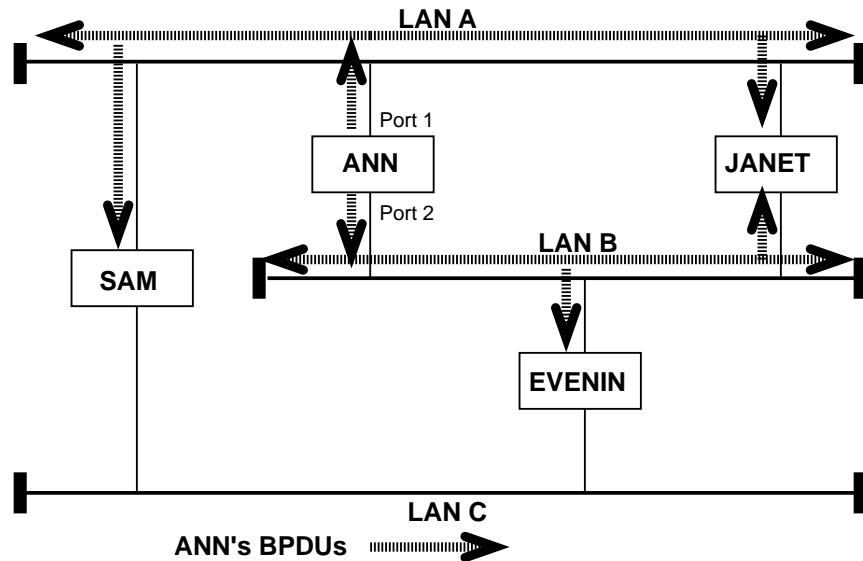 LAN A
Port 1
ANN
JANET
Port 2
LAN B
SAM
EVENIN
LAN C
ANN's BPDUs